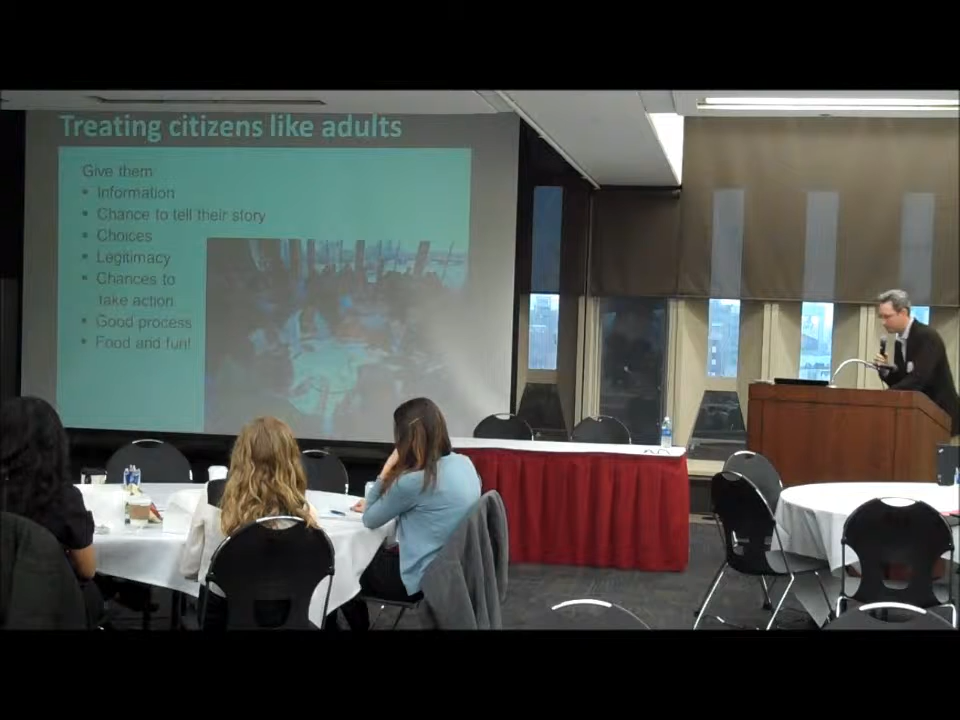 Treating citizens like adults
Give them:
• Information
• Chance to tell their story
• Choices
• Legitimacy
• Chances to
take action
• Good process
• Food and fun!